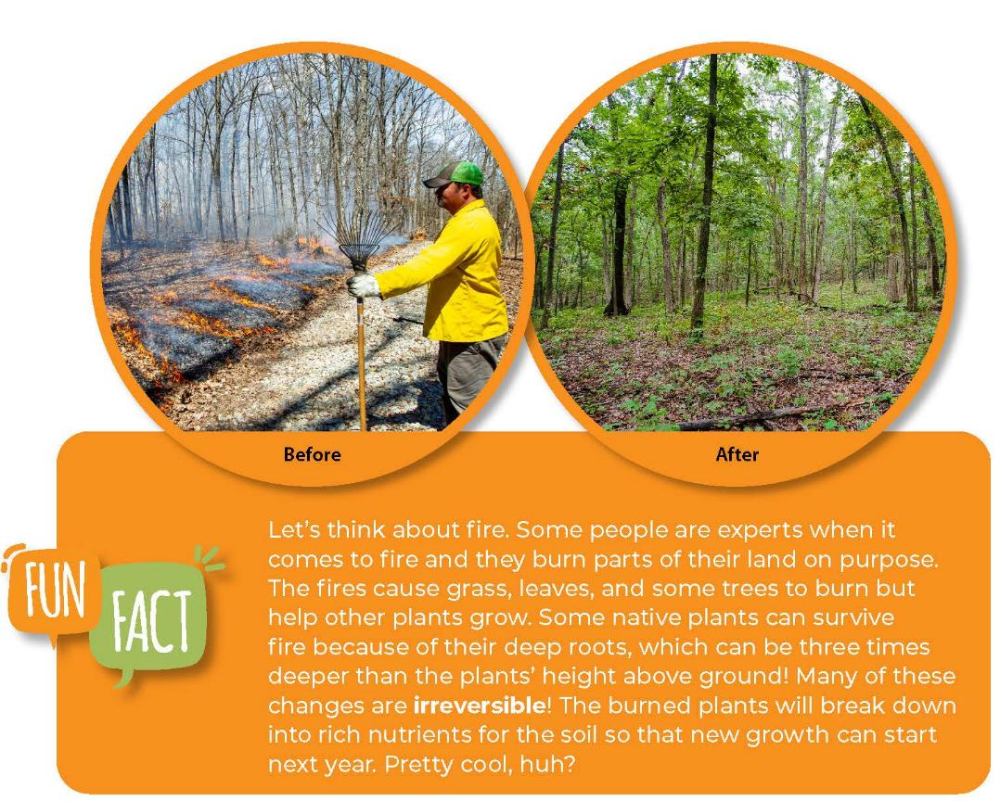 Before
After
FUN
FACT
Let’s think about fire. Some people are experts when it
comes to fire and they burn parts of their land on purpose.
The fires cause grass, leaves, and some trees to burn but
help other plants grow. Some native plants can survive
fire because of their deep roots, which can be three times
deeper than the plants’ height above ground! Many of these
changes are irreversible! The burned plants will break down
into rich nutrients for the soil so that new growth can start
next year. Pretty cool, huh?